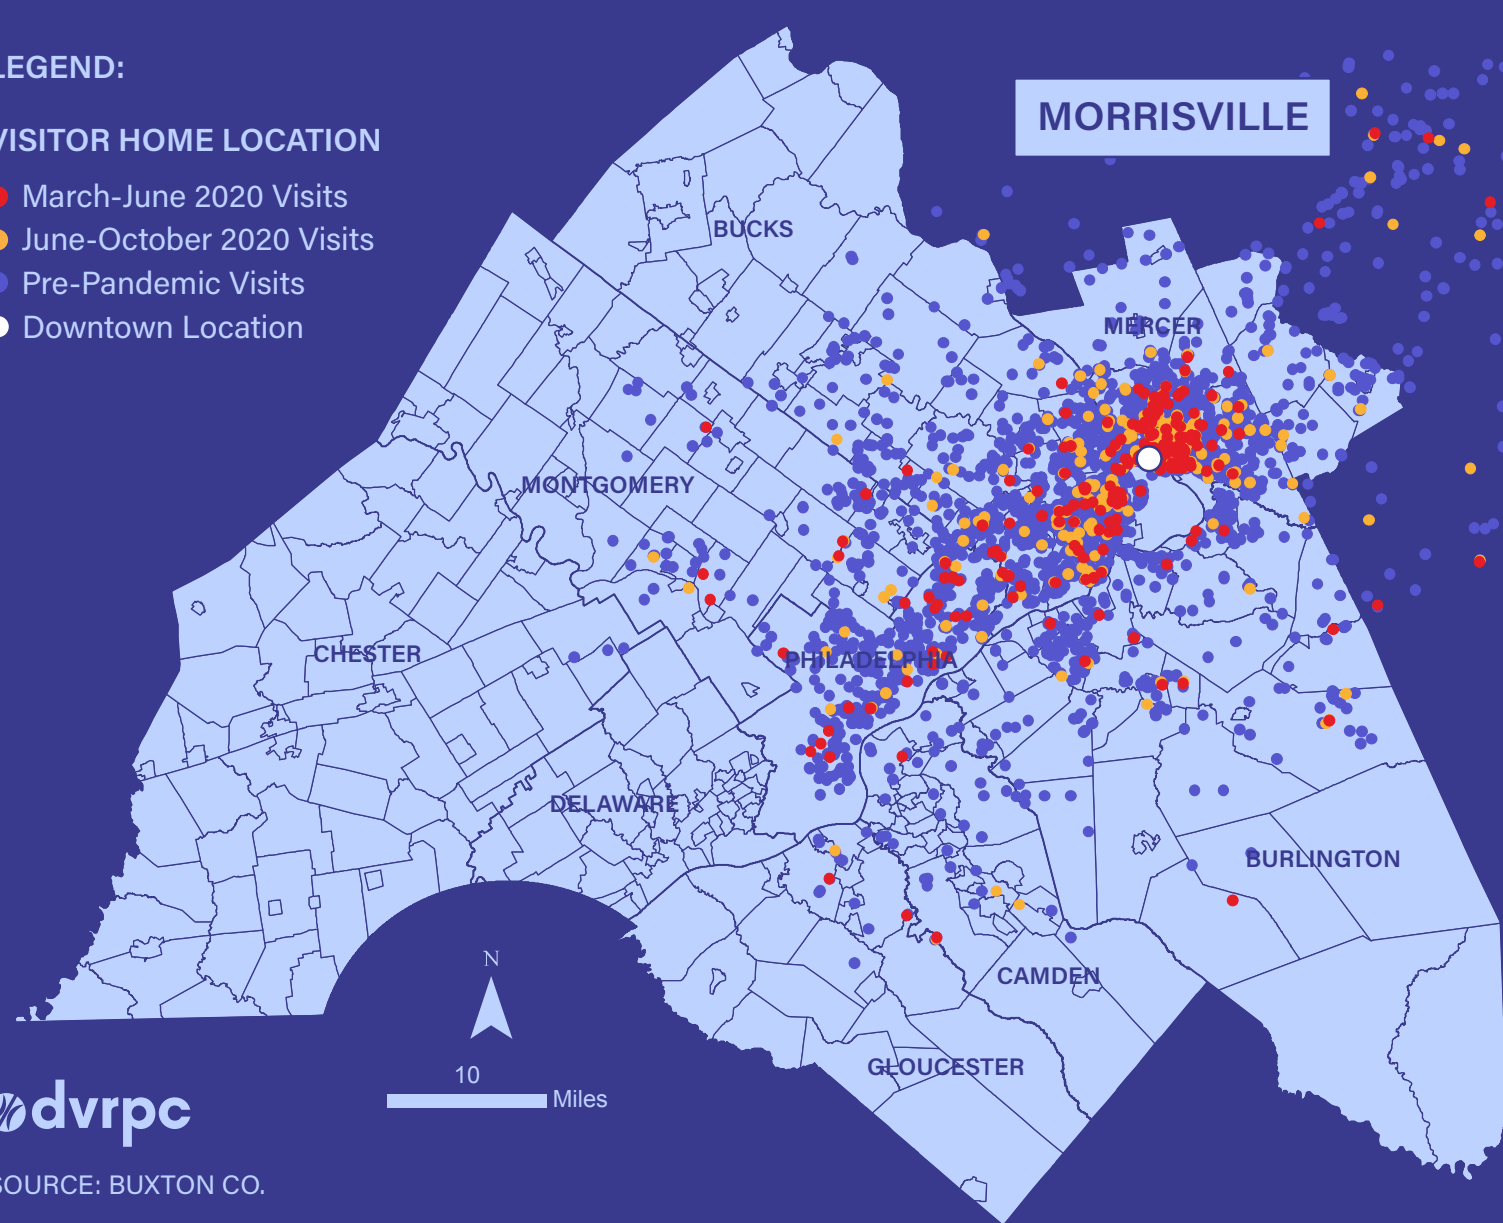 LEGEND:
VISITOR HOME LOCATION
March-June 2020 Visits
June-October 2020 Visits
Pre-Pandemic Visits
Downtown Location
MORRISVILLE
BUCKS
MERCER
MONTGOMERY
CHESTER
PHILADELPHIA
DELAWARE
BURLINGTON
CAMDEN
GLOUCESTER
N
10
Miles
dvrpc
SOURCE: BUXTON CO.